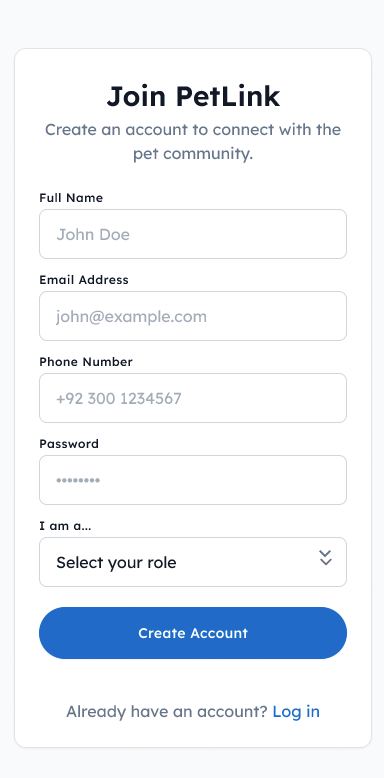 Join PetLink
Create an account to connect with the
pet community.
Full Name
John Doe
Email Address
john@example.com
Phone Number
+92 300 1234567
Password
••••••••
I am a...
Select your role
Create Account
Already have an account? Log in